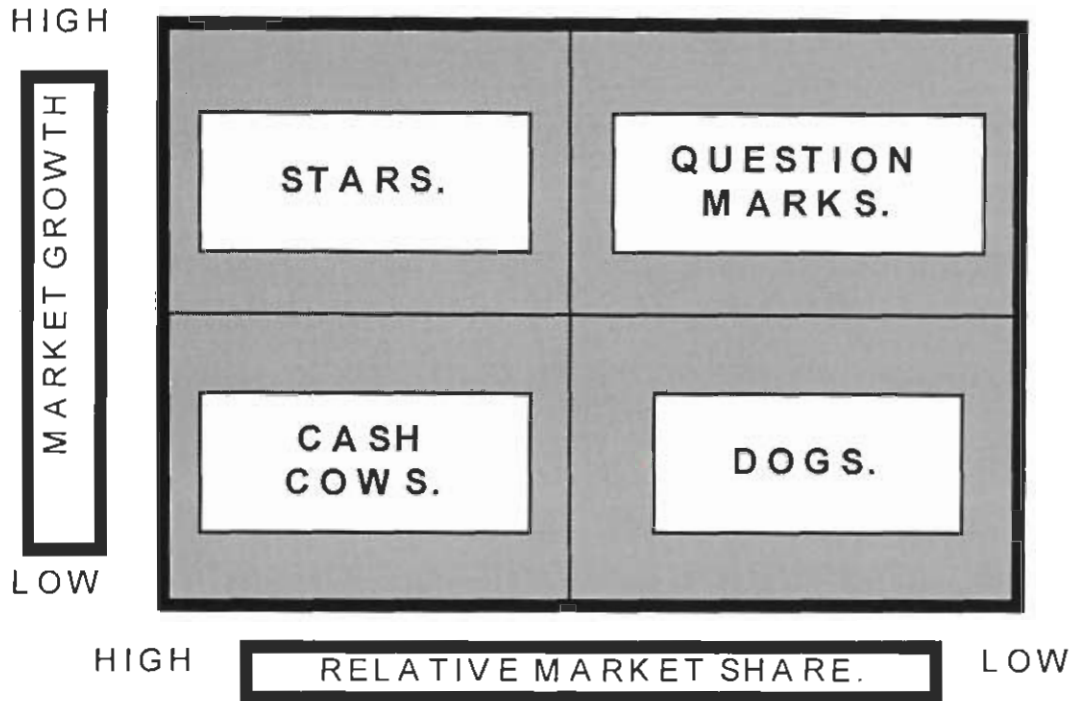 HIGH
MARKET GROWTH
LOW
STARS.
QUESTION
MARKS.
CASH
COWS.
DOGS.
HIGH
RELATIVE MARKET SHARE.
LOW